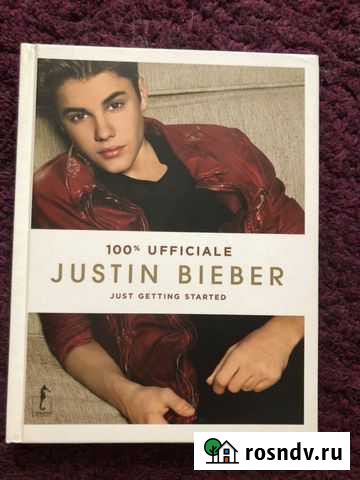 100% UFFICIALE
JUSTIN BIEBER
JUST GETTING STARTED
rosndv.ru